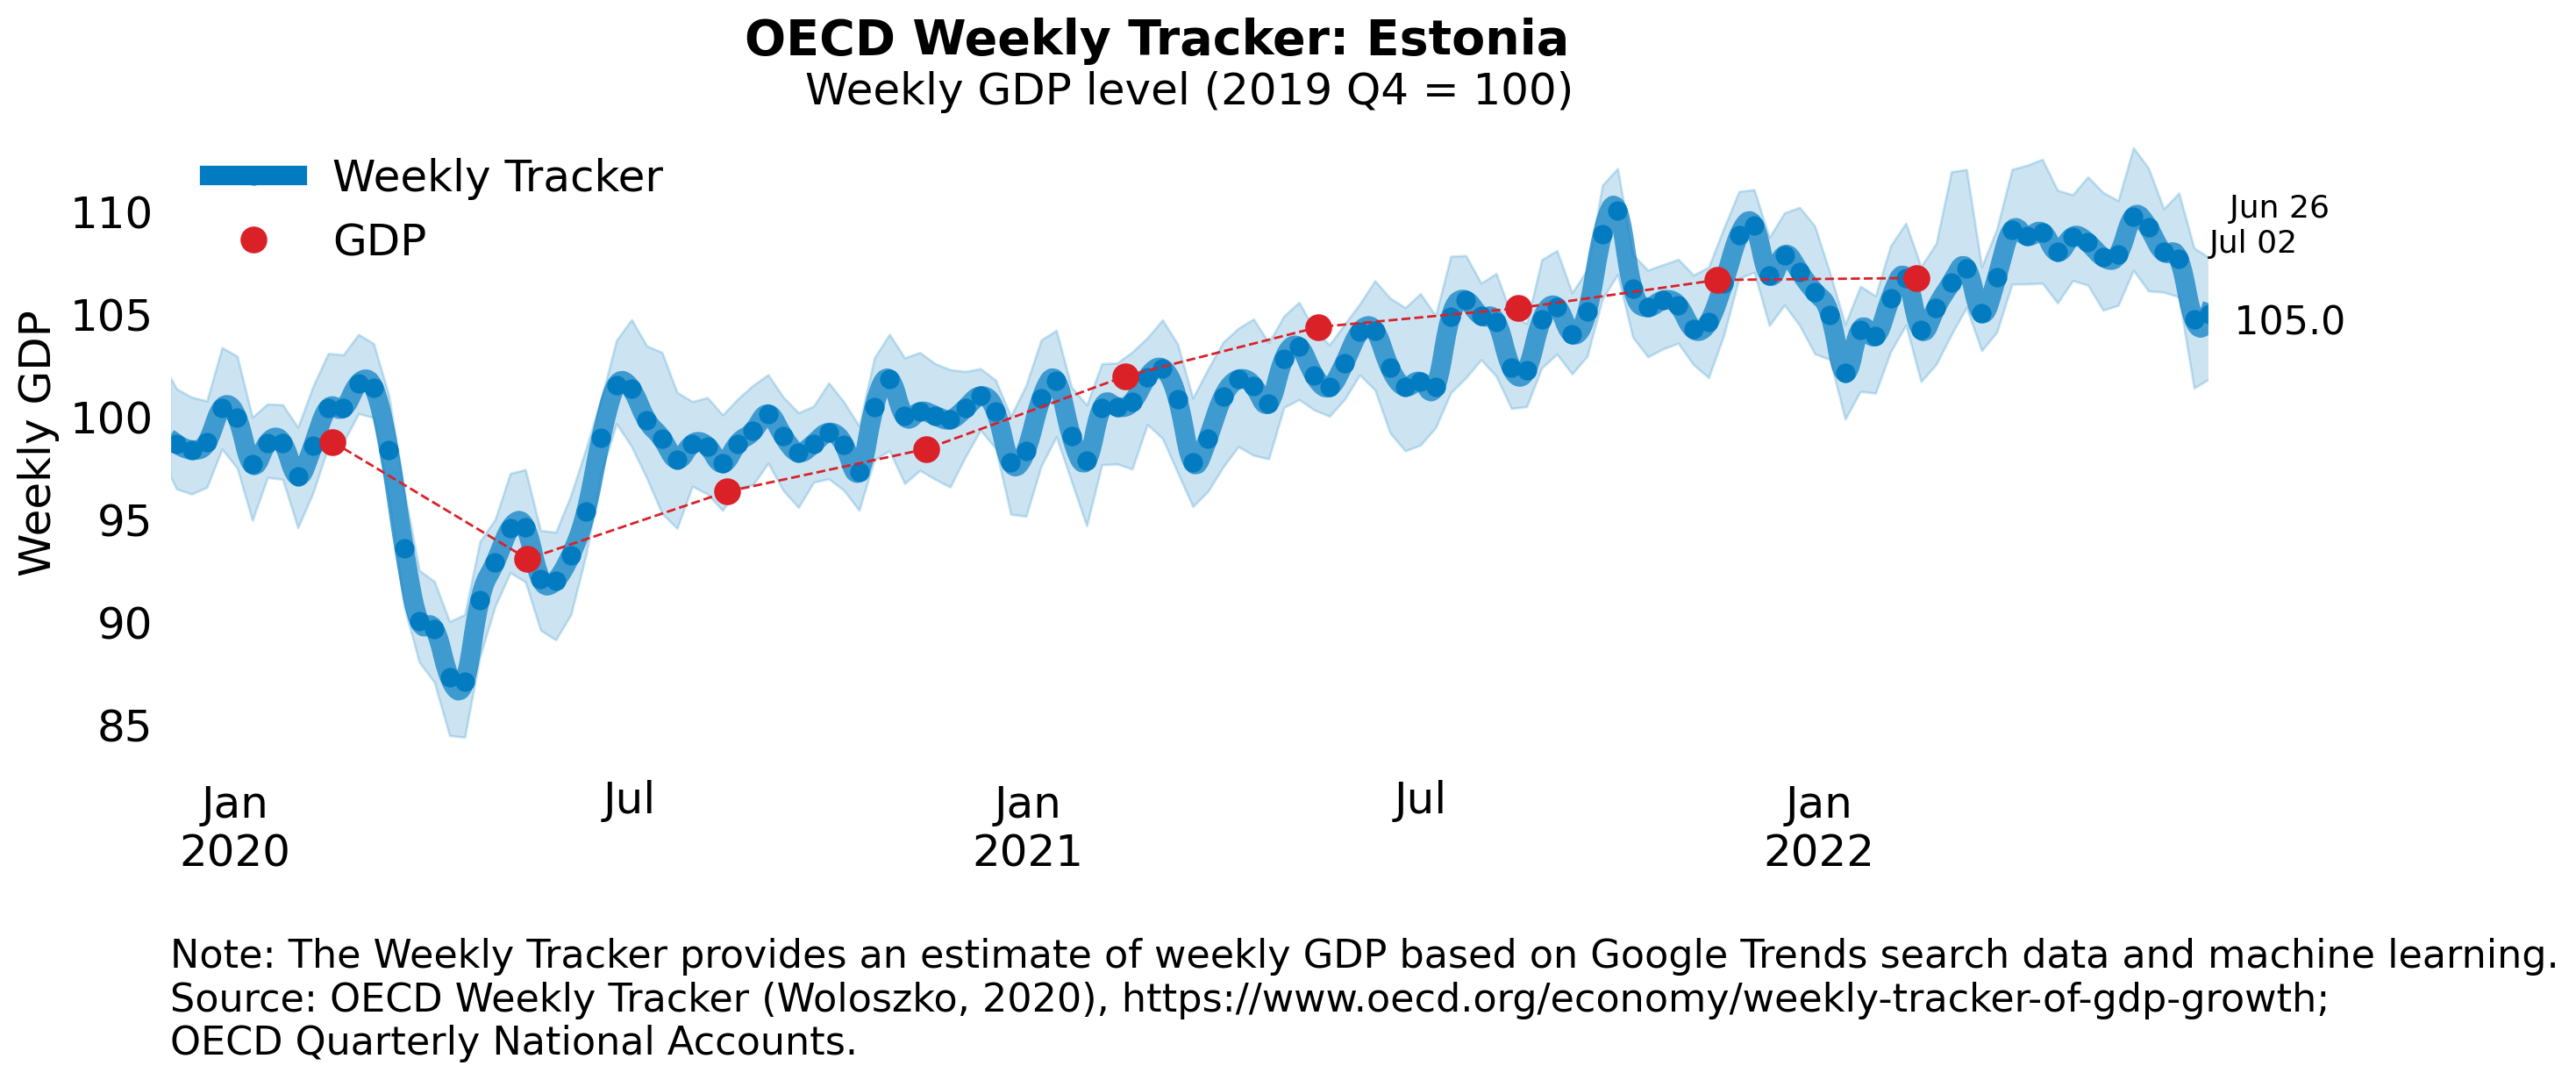 OECD Weekly Tracker: Estonia
Weekly GDP level (2019 Q4 = 100)
Weekly Tracker
GDP
Weekly GDP
110
105
100
95
90
85
Jun 26
Jul 02
105.0
Jan
2020
Jul
Jan
2021
Jul
Jan
2022
Note: The Weekly Tracker provides an estimate of weekly GDP based on Google Trends search data and machine learning.
Source: OECD Weekly Tracker (Woloszko, 2020), https://www.oecd.org/economy/weekly-tracker-of-gdp-growth;
OECD Quarterly National Accounts.